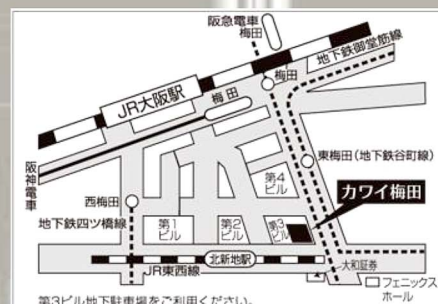 阪急電車
梅田
地下鉄御堂筋線
梅田
JR大阪駅
梅田
阪神電車
東梅田(地下鉄谷町線)
第4
ビル
カワイ梅田
西梅田
地下鉄四ツ橋線
第1
ビル
第2
ビル
第3
ビル
北新地駅
JR東西線
大和証券
フェニックス
ホール
第3ビル地下駐車場をご利用ください。